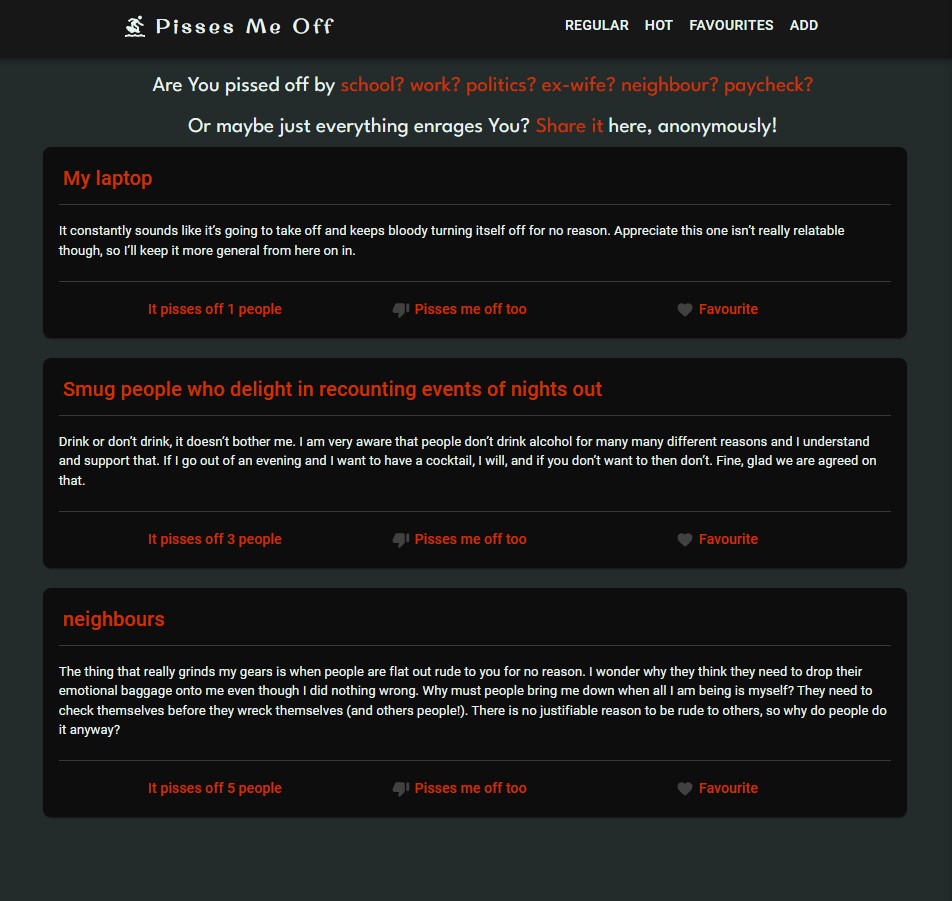 Pisses Me Off
REGULAR HOT FAVOURITES ADD
Are You pissed off by school? work? politics? ex-wife? neighbour? paycheck?
Or maybe just everything enrages You? Share it here, anonymously!
My laptop
It constantly sounds like it’s going to take off and keeps bloody turning itself off for no reason. Appreciate this one isn’t really relatable
though, so I’ll keep it more general from here on in.
It pisses off 1 people Pisses me off too Favourite
Smug people who delight in recounting events of nights out
Drink or don’t drink, it doesn’t bother me. I am very aware that people don’t drink alcohol for many many different reasons and I understand
and support that. If I go out of an evening and I want to have a cocktail, I will, and if you don’t want to then don’t. Fine, glad we are agreed on
that.
It pisses off 3 people Pisses me off too Favourite
neighbours
The thing that really grinds my gears is when people are flat out rude to you for no reason. I wonder why they think they need to drop their
emotional baggage onto me even though I did nothing wrong. Why must people bring me down when all I am being is myself? They need to
check themselves before they wreck themselves (and others people!). There is no justifiable reason to be rude to others, so why do people do
it anyway?
It pisses off 5 people Pisses me off too Favourite